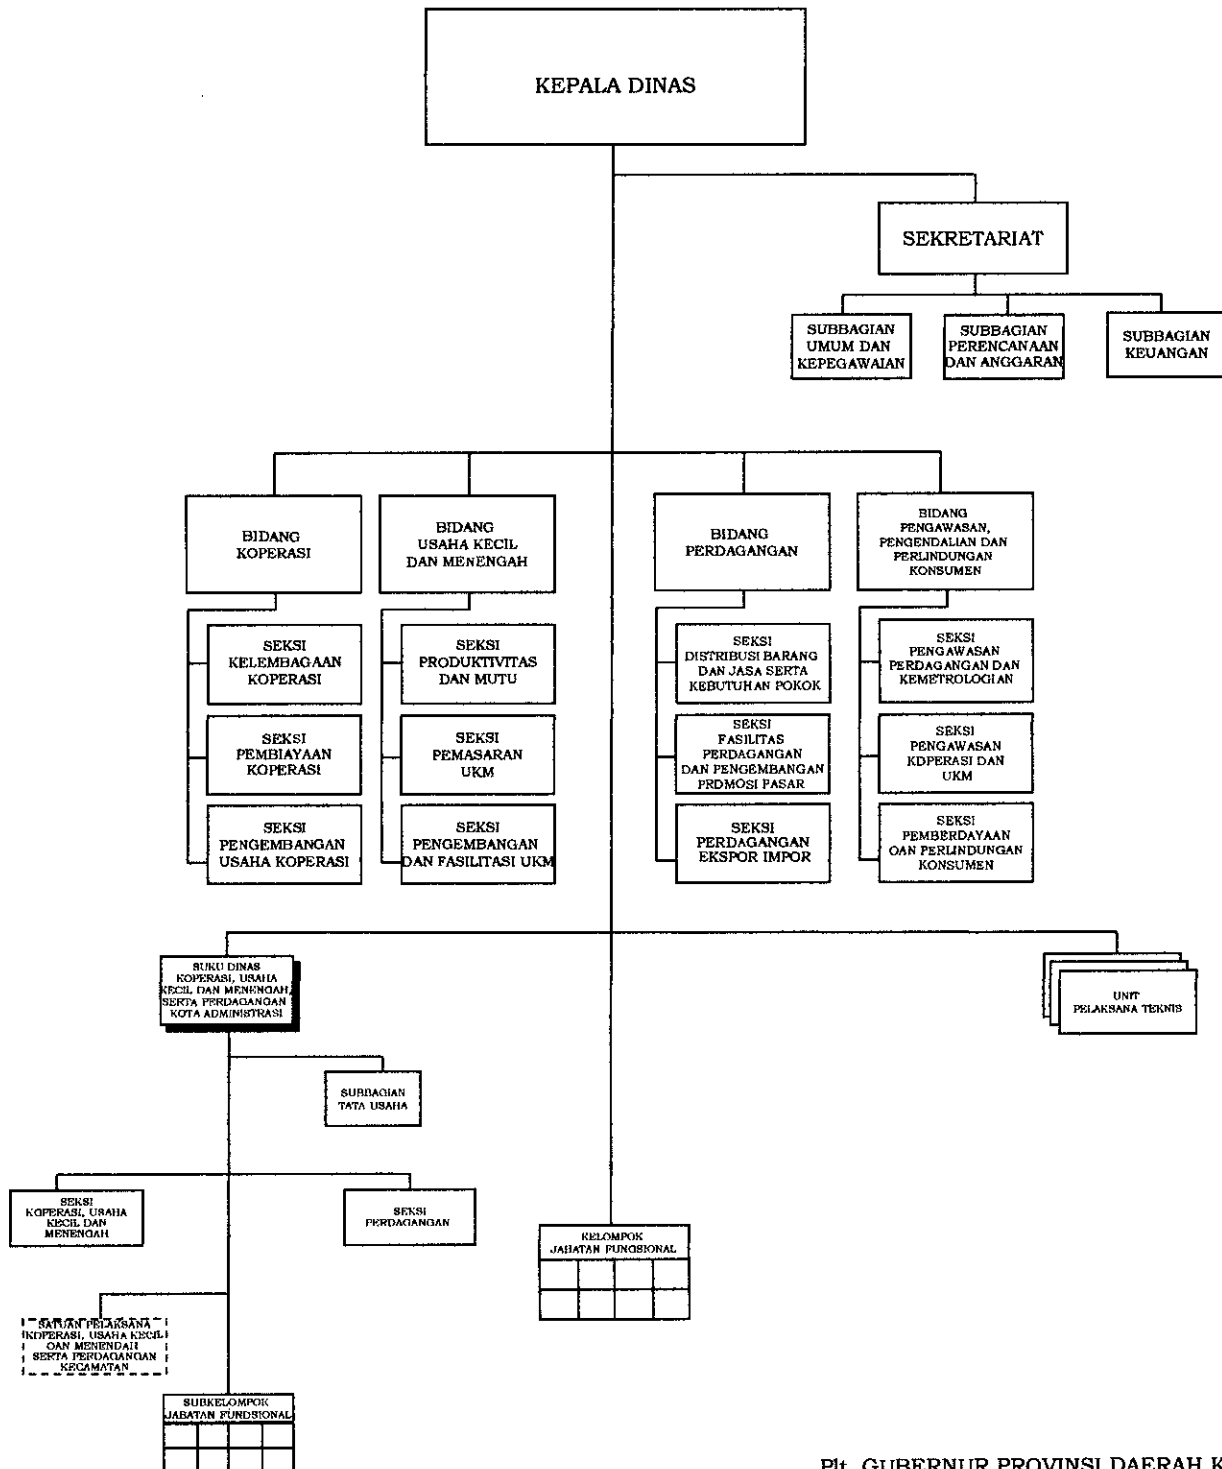 KEPALA DINAS
SEKRETARIAT
SUBBAGIAN
UMUM DAN
KEPEGAWAIAN
SUBBAGIAN
PERENCANAAN
DAN ANGGARAN
SUBBAGIAN
KEUANGAN
BIDANG
KOPERASI
BIDANG
USAHA KECIL
DAN MENENGAH
BIDANG
PERDAGANGAN
BIDANG
PENGAWASAN,
PENGENDALIAN DAN
PERLINDUNGAN
KONSUMEN
SEKSI
KELEMBAGAAN
KOPERASI
SEKSI
PEMBIAYAAN
KOPERASI
SEKSI
PENGEMBANGAN
USAHA KOPERASI
SEKSI
PRODUKTIVITAS
DAN MUTU
SEKSI
PEMASARAN
UKM
SEKSI
PENGEMBANGAN
DAN FASILITASI UKM
SEKSI
DISTRIBUSI BARANG
DAN JASA SERTA
KEBUTUHAN POKOK
SEKSI
FASILITAS
PERDAGANGAN
DAN PENGEMBANGAN
PRDMOSI PASAR
SEKSI
PERDAGANGAN
EKSPOR IMPOR
SEKSI
PENGAWASAN
PERDAGANGAN DAN
KEMETROLOGIAN
SEKSI
PENGAWASAN
KDPERASI DAN
UKM
SEKSI
PEMBERDAYAAN
OAN PERLINDUNGAN
KONSUMEN
SUKU DINAS
KOPERASI, USAHA
KECIL DAN MENENGAH,
SERTA PERDAGANGAN
KOTA ADMINISTRASI
UNIT
PELAKSANA TEKNIS
SUBBAGIAN
TATA USAHA
SEKSI
KOPERASI, USAHA
KECIL DAN
MENENGAH
SEKSI
PERDAGANGAN
KELOMPOK
JABATAN FUNGSIONAL
SATUAN PELAKSANA
KOPERASI, USAHA KECIL
OAN MENENDAH
SERTA PERDAGANGAN
KECAMATAN
SUBKELOMPOK
JABATAN FUNDSIONAL
Plt. GUBERNUR PROVINSI DAERAH K